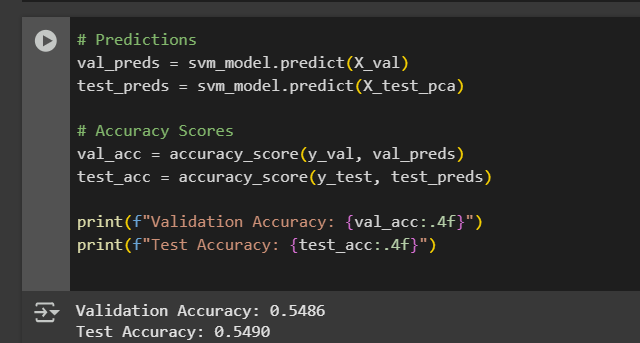 # Predictions
val_preds = svm_model.predict(X_val)
test_preds = svm_model.predict(X_test_pca)
# Accuracy Scores
val_acc = accuracy_score(y_val, val_preds)
test_acc = accuracy_score(y_test, test_preds)
print(f"Validation Accuracy: {val_acc:.4f}")
print(f"Test Accuracy: {test_acc:.4f}")
Validation Accuracy: 0.5486
Test Accuracy: 0.5490